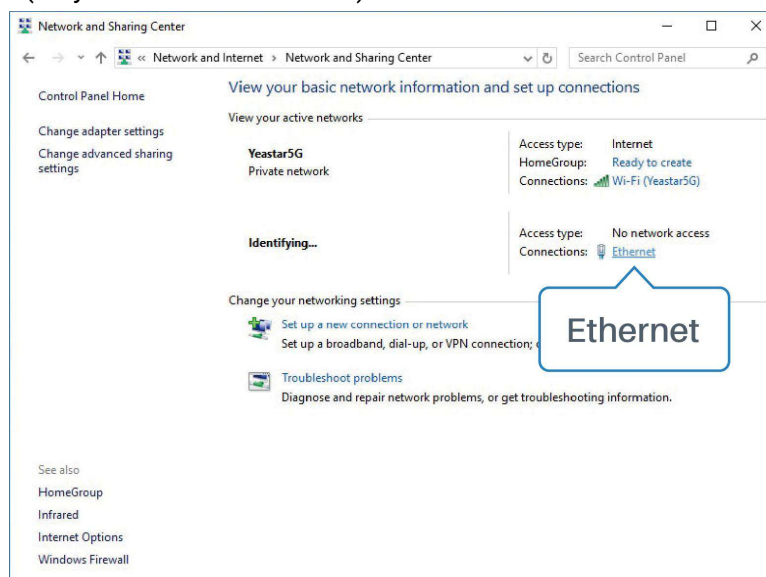 Network and Sharing Center
« Network and Internet > Network and Sharing Center
Search Control Panel
Control Panel Home
Change adapter settings
Change advanced sharing
settings
View your basic network information and set up connections
View your active networks
Yeastar5G
Private network
Access type: Internet
HomeGroup: Ready to create
Connections: Wi-Fi (Yeastar5G)
Identifying...
Access type: No network access
Connections: Ethernet
Ethernet
Change your networking settings
Set up a new connection or network
Set up a broadband, dial-up, or VPN connection;
Troubleshoot problems
Diagnose and repair network problems, or get troubleshooting information.
See also
HomeGroup
Infrared
Internet Options
Windows Firewall